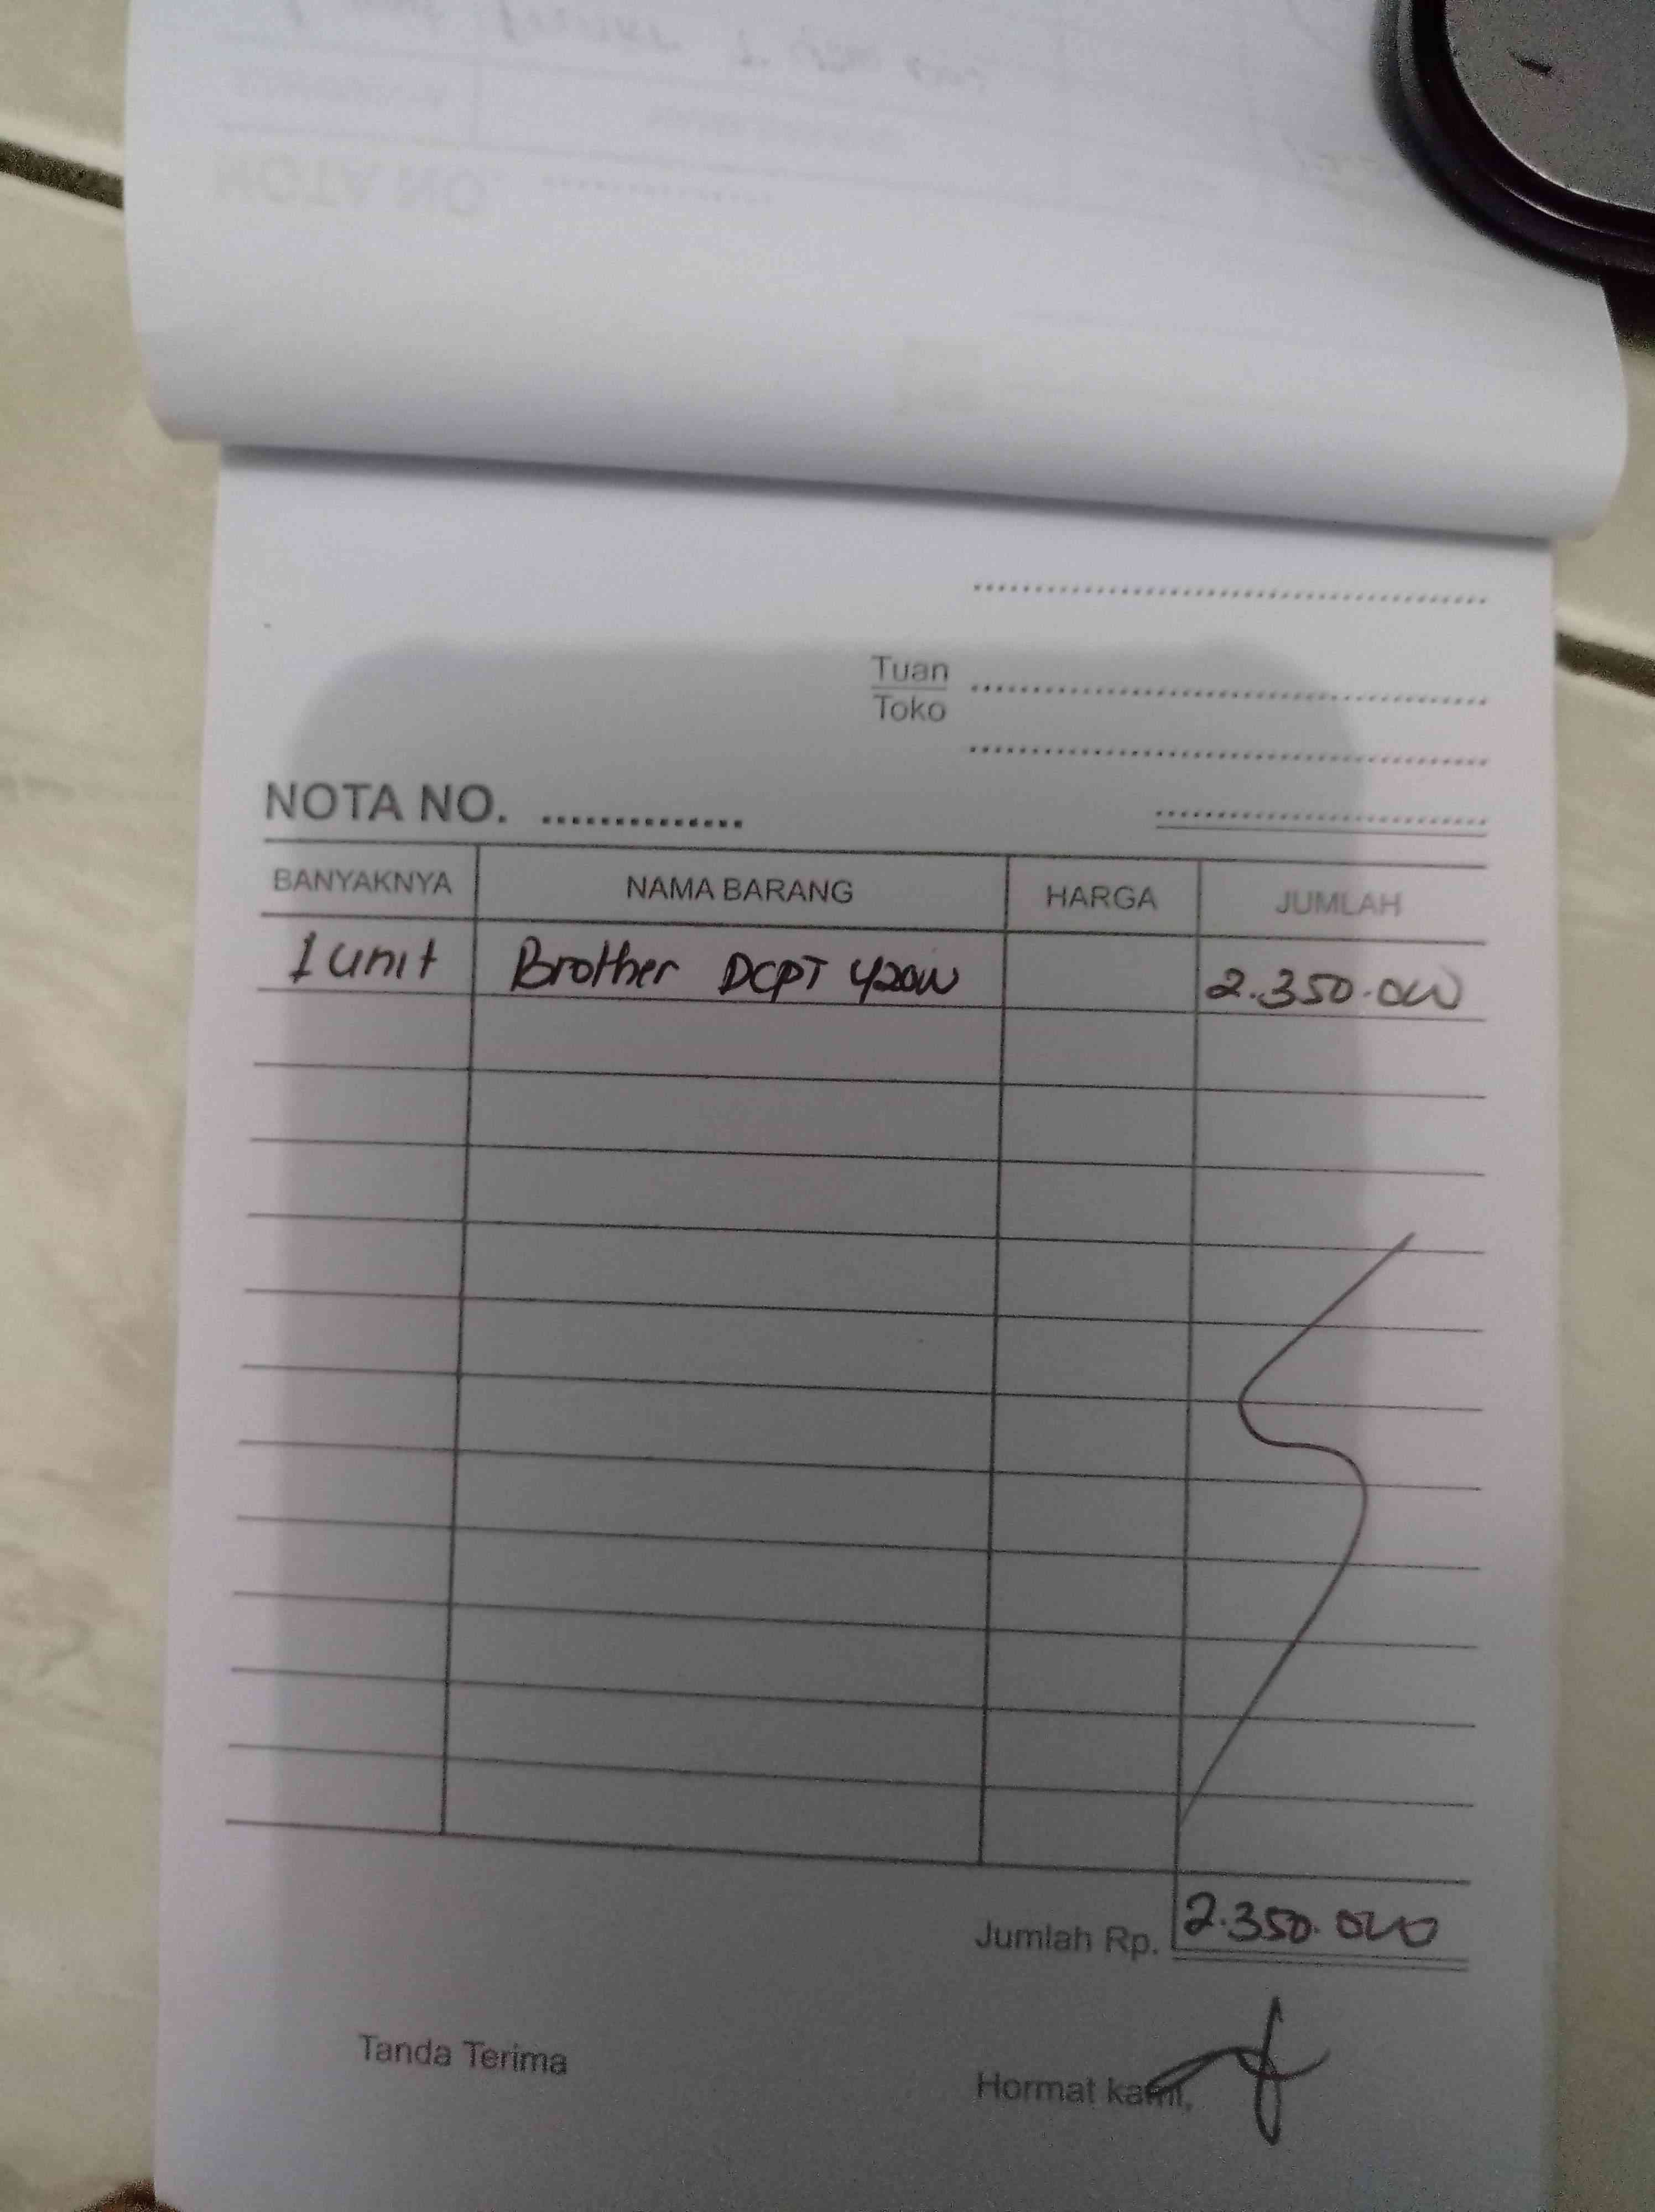 Tuan
Toko
NOTA NO. ...............
BANYAKNYA NAMA BARANG HARGA JUMLAH
1 unit Brother DCPT 420W 2.350.000
Jumlah Rp. 2.350.000
Tanda Terima Hormat kami,